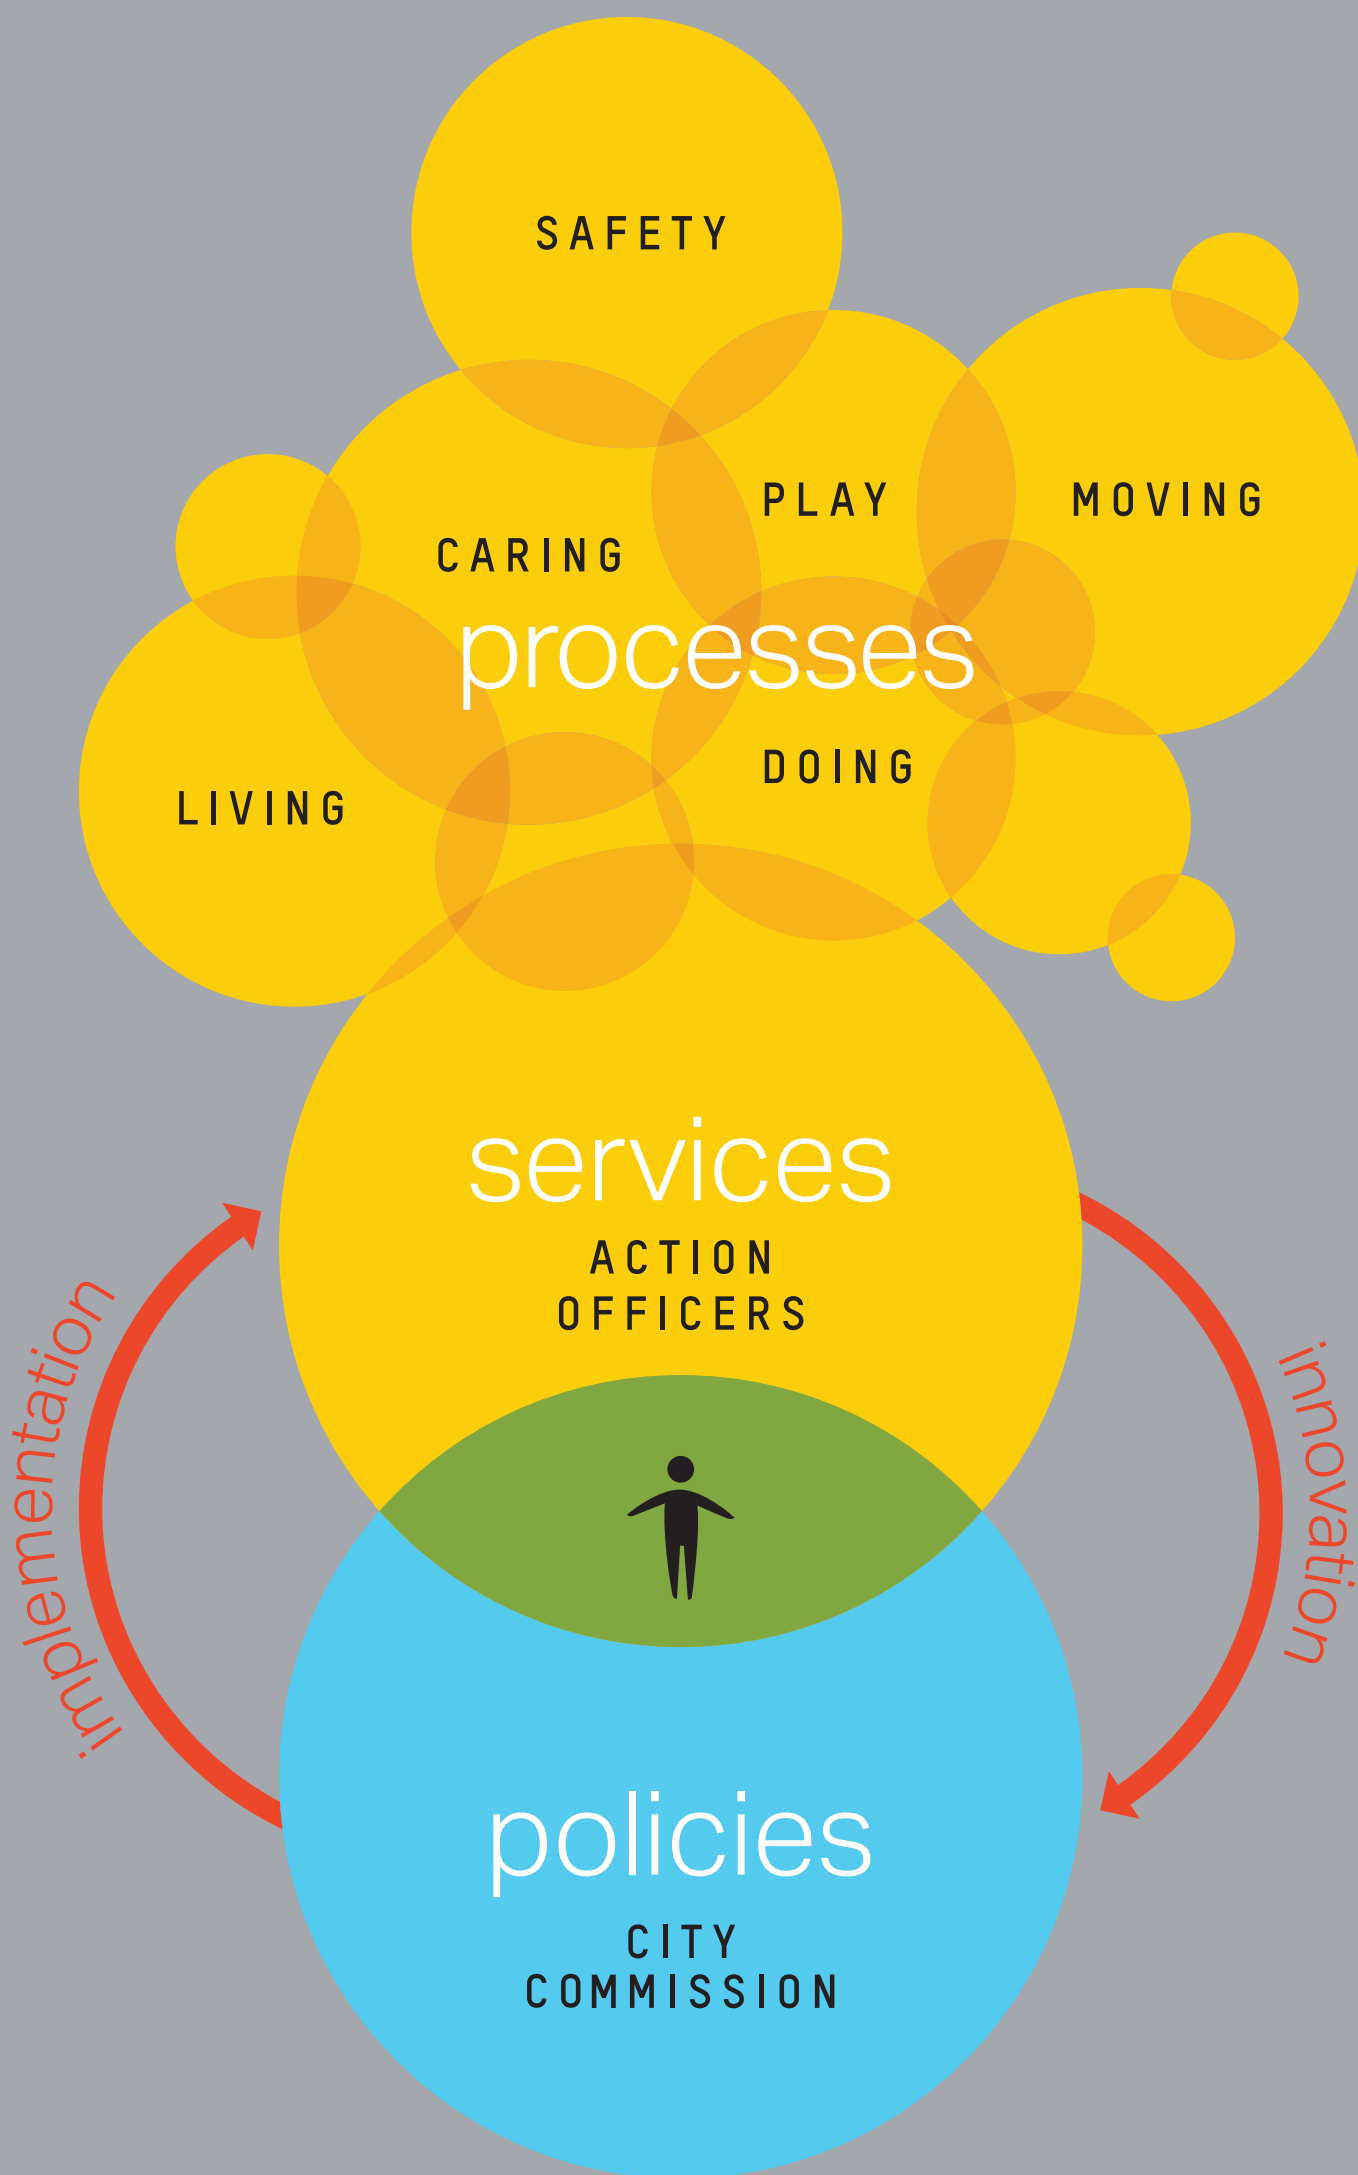 SAFETY
PLAY
MOVING
CARING
processes
DOING
LIVING
services
ACTION
OFFICERS
implementation
innovation
policies
CITY
COMMISSION